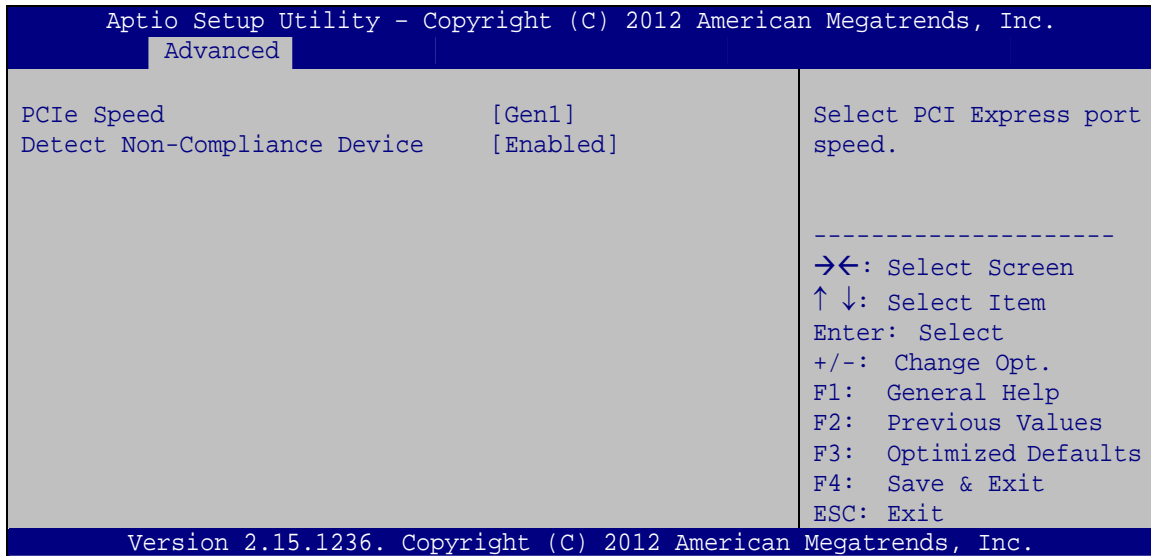 Aptio Setup Utility – Copyright (C) 2012 American Megatrends, Inc.
Advanced
PCIe Speed [Gen1]
Detect Non-Compliance Device [Enabled]
Select PCI Express port
speed.
---------------------
→←: Select Screen
↑ ↓: Select Item
Enter: Select
+/-: Change Opt.
F1: General Help
F2: Previous Values
F3: Optimized Defaults
F4: Save & Exit
ESC: Exit
Version 2.15.1236. Copyright (C) 2012 American Megatrends, Inc.